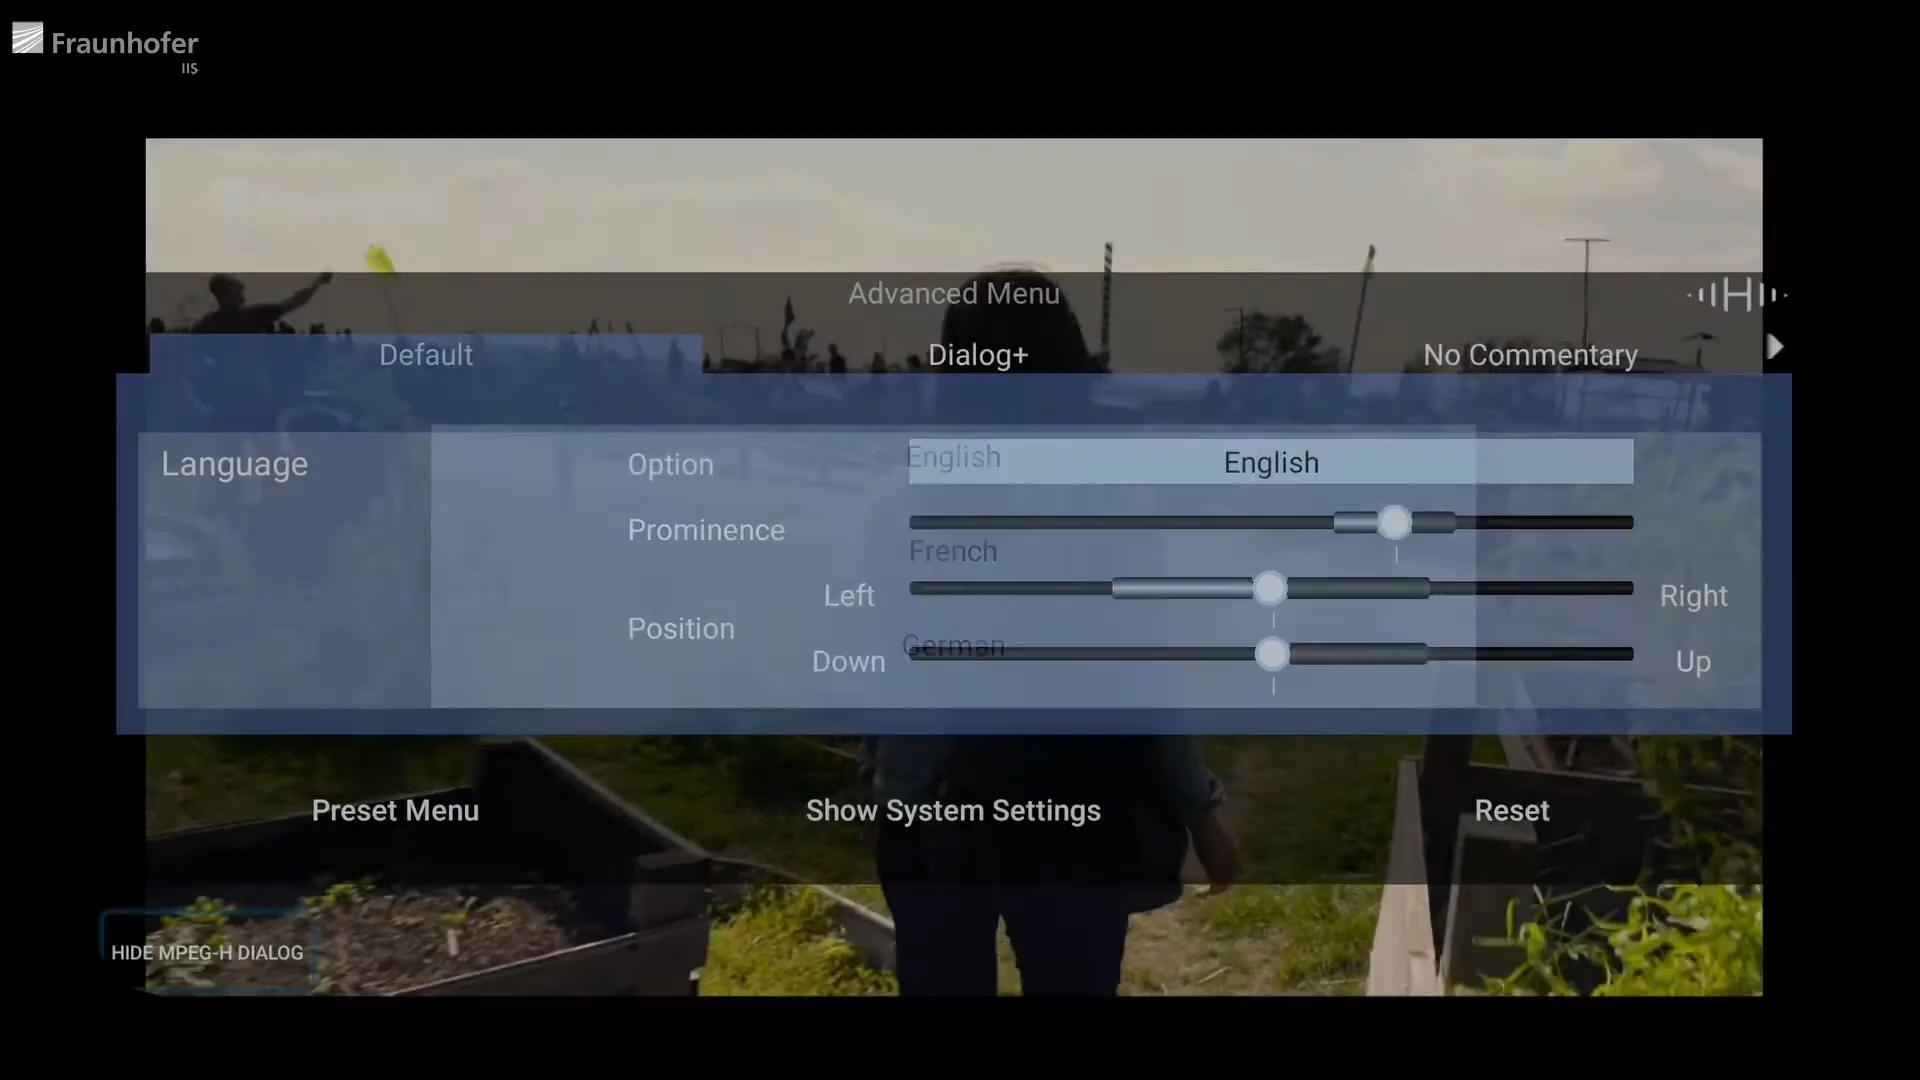 Fraunhofer
IIS
Advanced Menu
Default
Dialog+
No Commentary
Language
Option
English
English
Prominence
French
Left
Right
Position
German
Down
Up
Preset Menu
Show System Settings
Reset
HIDE MPEG-H DIALOG